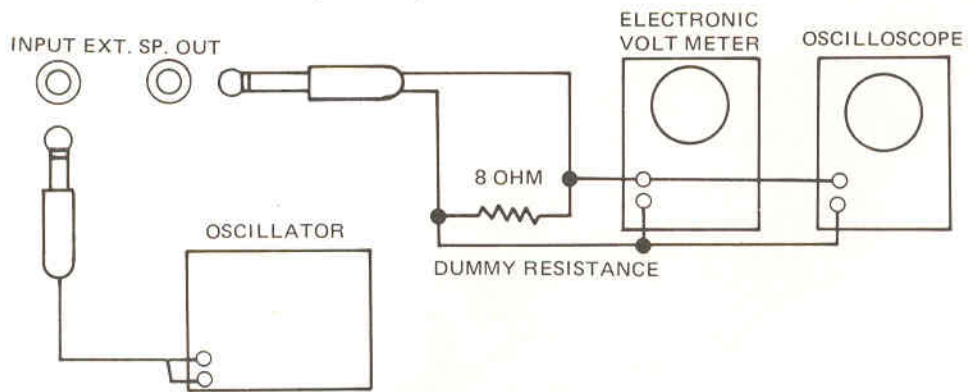 INPUT EXT. SP. OUT
ELECTRONIC
VOLT METER
OSCILLOSCOPE
8 OHM
OSCILLATOR
DUMMY RESISTANCE